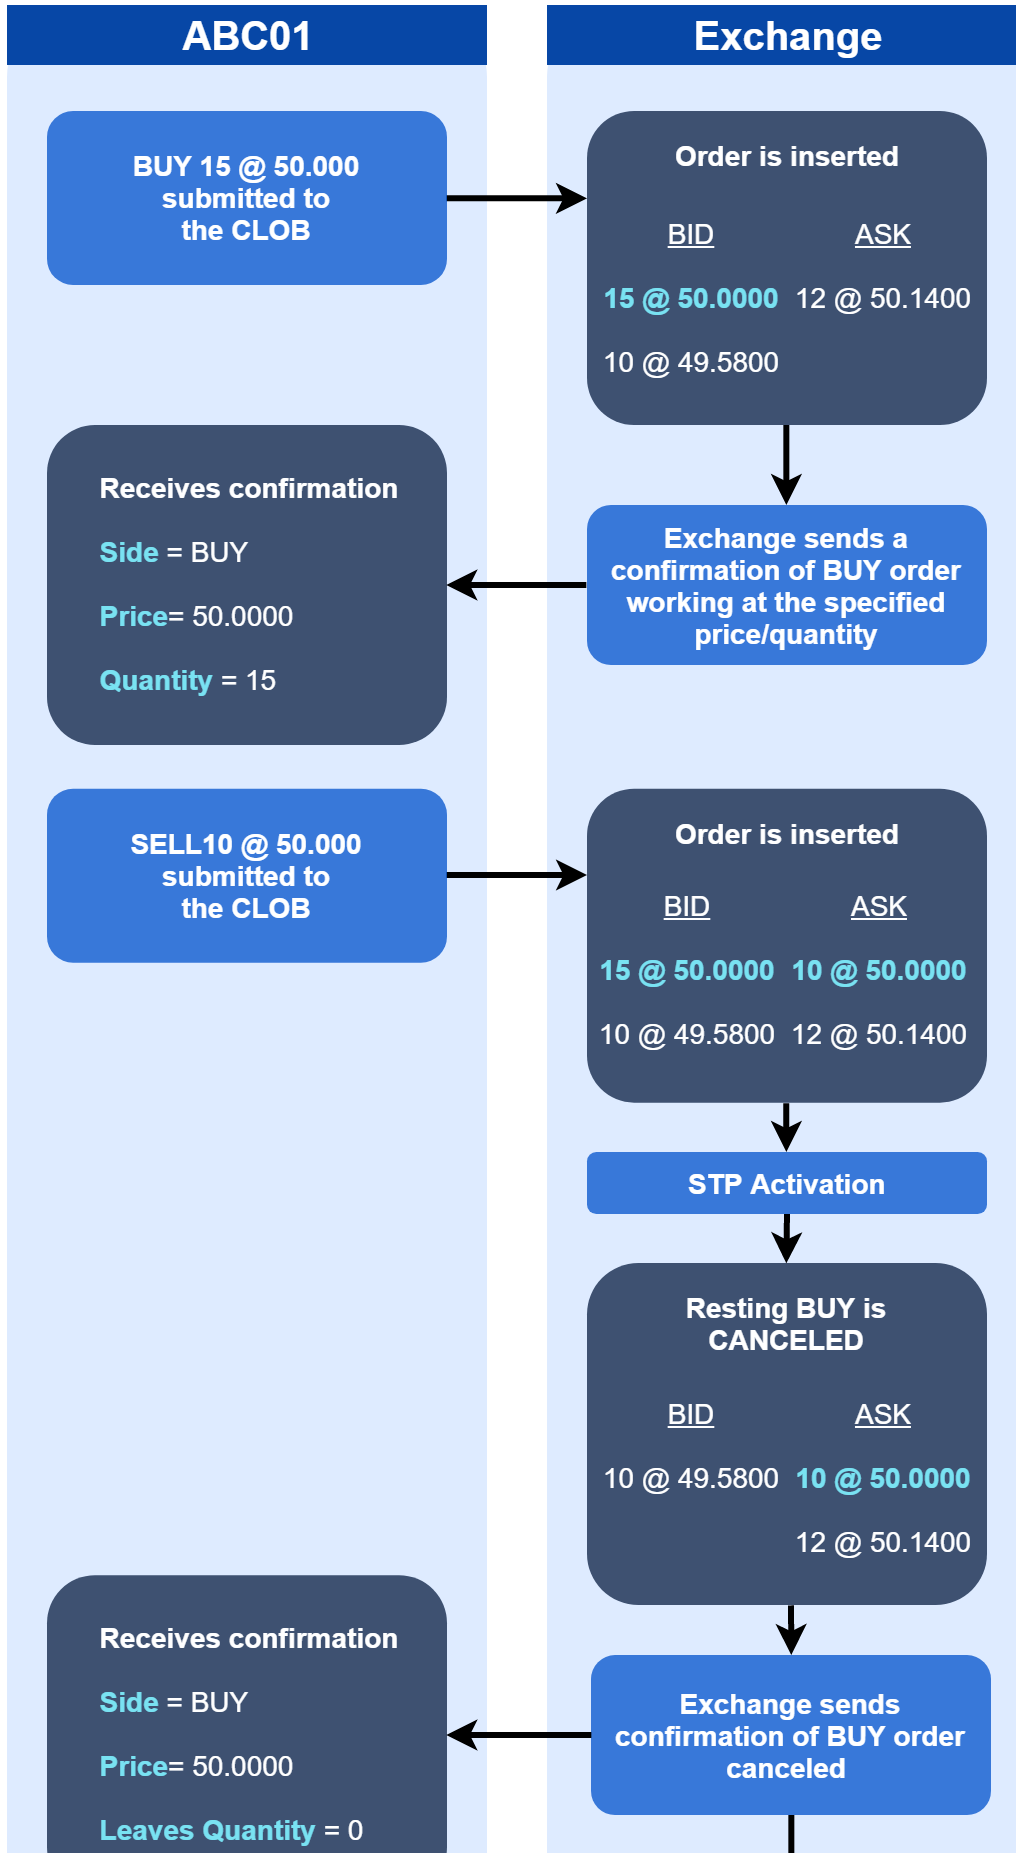 ABC01
Exchange
BUY 15 @ 50.000
submitted to
the CLOB
Order is inserted
BID ASK
15 @ 50.0000 12 @ 50.1400
10 @ 49.5800
Receives confirmation
Side = BUY
Price= 50.0000
Quantity = 15
Exchange sends a
confirmation of BUY order
working at the specified
price/quantity
SELL10 @ 50.000
submitted to
the CLOB
Order is inserted
BID ASK
15 @ 50.0000 10 @ 50.0000
10 @ 49.5800 12 @ 50.1400
STP Activation
Resting BUY is
CANCELED
BID ASK
10 @ 49.5800 10 @ 50.0000
12 @ 50.1400
Exchange sends
confirmation of BUY order
canceled
Receives confirmation
Side = BUY
Price= 50.0000
Leaves Quantity = 0